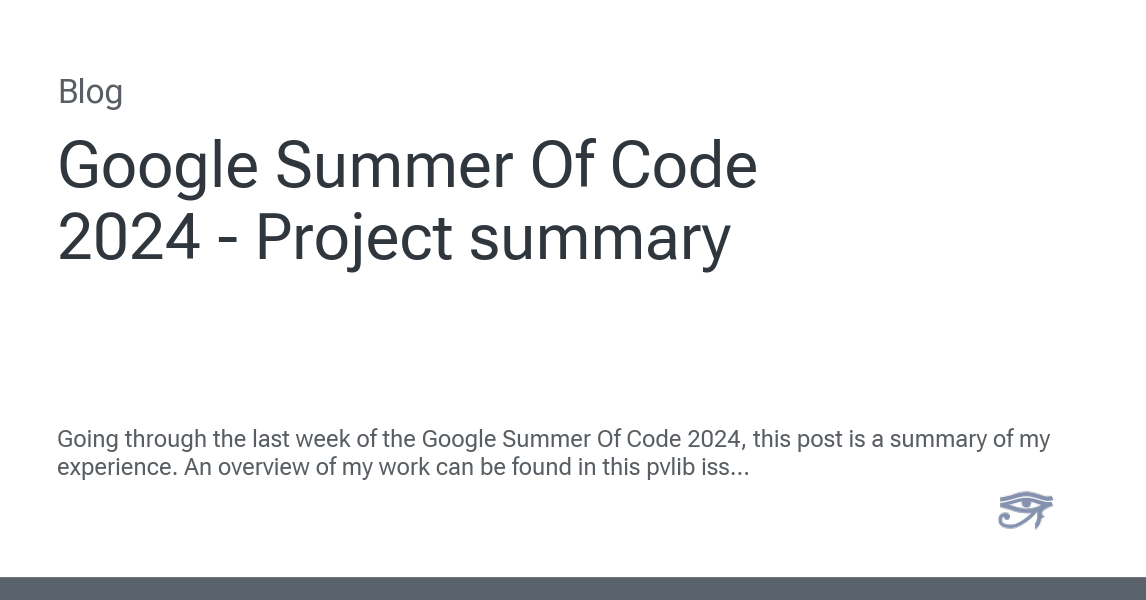 Blog
Google Summer Of Code
2024 - Project summary
Going through the last week of the Google Summer Of Code 2024, this post is a summary of my
experience. An overview of my work can be found in this pvlib iss...